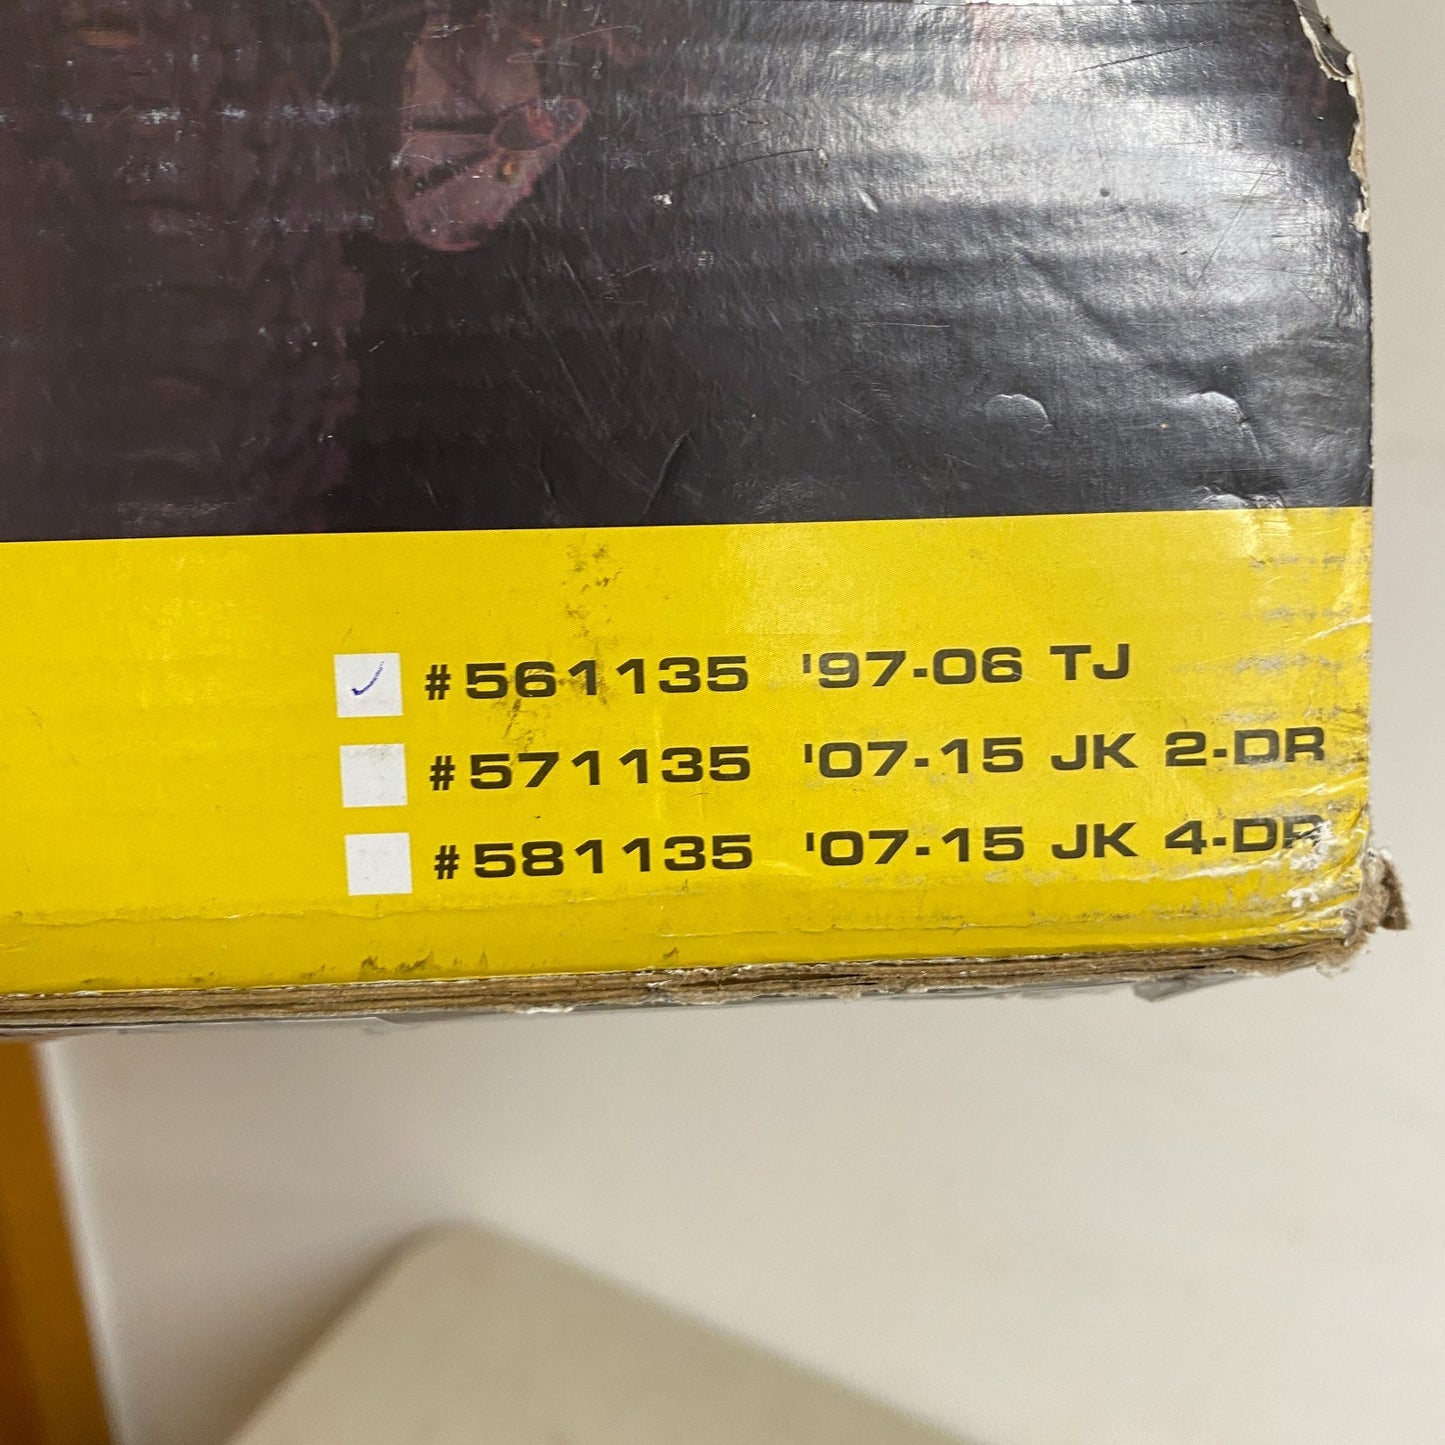 ✓ #561135 '97-06 TJ
#571135 '07-15 JK 2-DR
#581135 '07-15 JK 4-DR